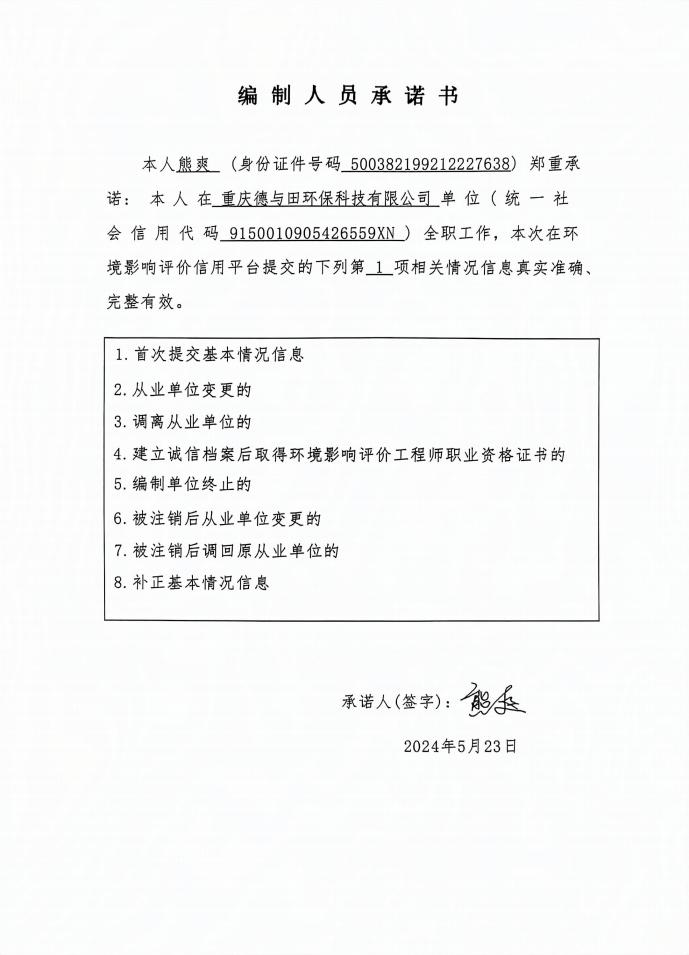 编制人员承诺书
本人熊爽 (身份证件号码 500382199212227638) 郑重承
诺: 本人在 重庆德与田环保科技有限公司 单位(统一社
会信用代码 9150010905426559XN ) 全职工作,本次在环
境影响评价信用平台提交的下列第 1 项相关情况信息真实准确、
完整有效。
1.首次提交基本情况信息
2.从业单位变更的
3.调离从业单位的
4.建立诚信档案后取得环境影响评价工程师职业资格证书的
5.编制单位终止的
6.被注销后从业单位变更的
7.被注销后调回原从业单位的
8.补正基本情况信息
承诺人(签字): 熊爽
2024年5月23日